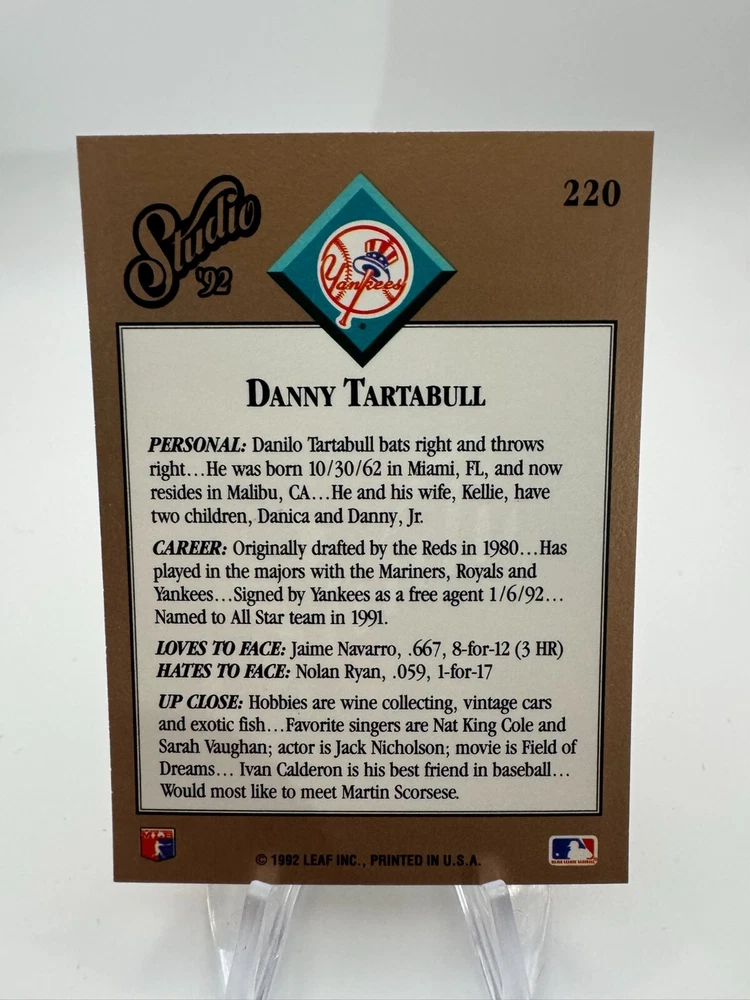 Studio
'92
220
Yankees
DANNY TARTABULL
PERSONAL: Danilo Tartabull bats right and throws
right...He was born 10/30/62 in Miami, FL, and now
resides in Malibu, CA...He and his wife, Kellie, have
two children, Danica and Danny, Jr.
CAREER: Originally drafted by the Reds in 1980...Has
played in the majors with the Mariners, Royals and
Yankees...Signed by Yankees as a free agent 1/6/92...
Named to All Star team in 1991.
LOVES TO FACE: Jaime Navarro, .667, 8-for-12 (3 HR)
HATES TO FACE: Nolan Ryan, .059, 1-for-17
UP CLOSE: Hobbies are wine collecting, vintage cars
and exotic fish...Favorite singers are Nat King Cole and
Sarah Vaughan; actor is Jack Nicholson; movie is Field of
Dreams... Ivan Calderon is his best friend in baseball...
Would most like to meet Martin Scorsese.
© 1992 LEAF INC., PRINTED IN U.S.A.